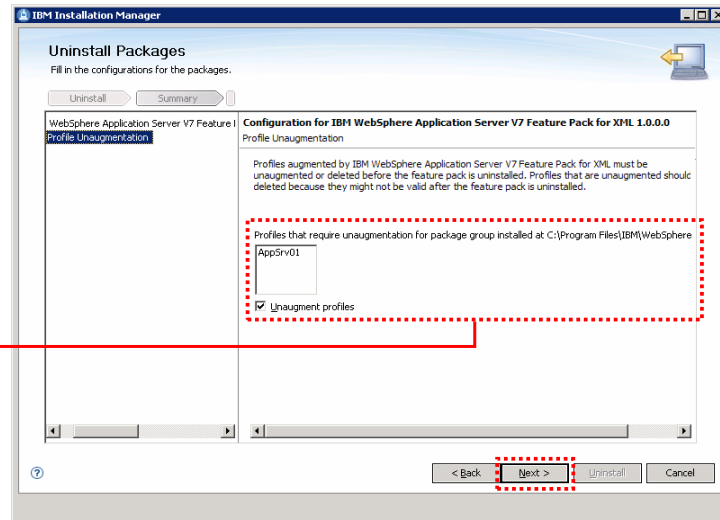 IBM Installation Manager
Uninstall Packages
Fill in the configurations for the packages.
Uninstall
Summary
WebSphere Application Server V7 Feature
Profile Unaugmentation
Configuration for IBM WebSphere Application Server V7 Feature Pack for XML 1.0.0.0
Profile Unaugmentation
Profiles augmented by IBM WebSphere Application Server V7 Feature Pack for XML must be
unaugmented or deleted before the feature pack is uninstalled. Profiles that are unaugmented
deleted because they might not be valid after the feature pack is uninstalled.
Profiles that require unaugmentation for package group installed at C:\Program Files\IBM\WebSphere
AppSrv01
Unaugment profiles
?
< Back
Next >
Uninstall
Cancel